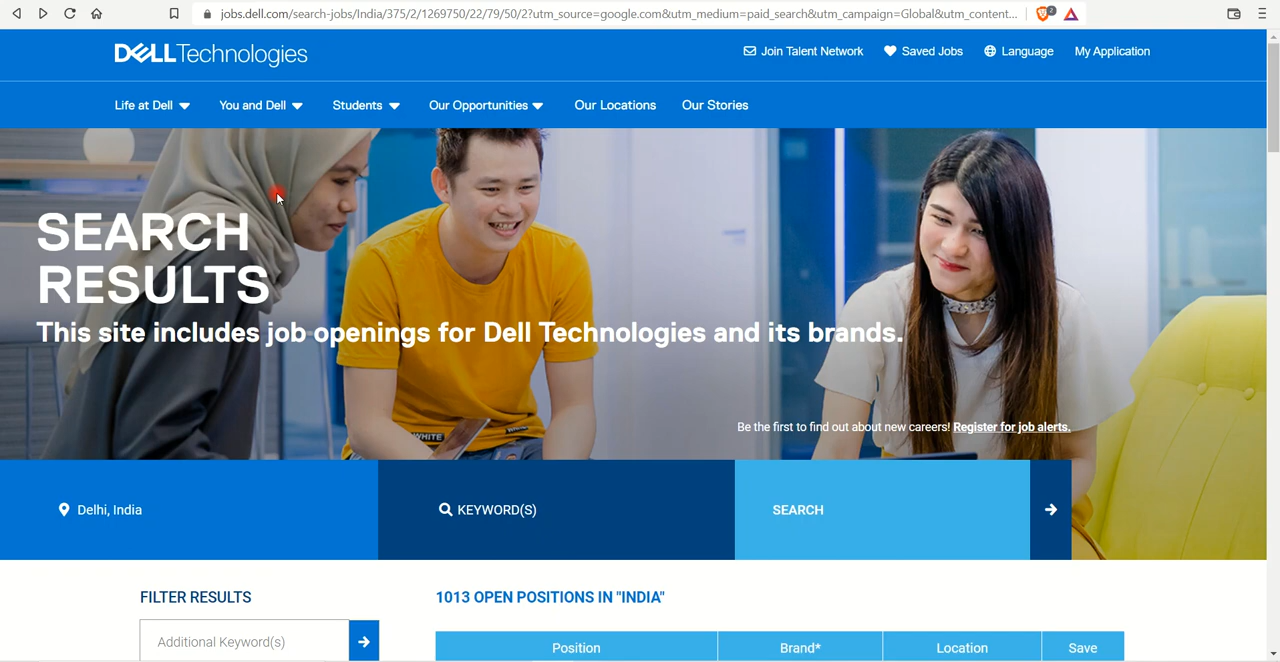 jobs.dell.com/search-jobs/India/375/2/1269750/22/79/50/2?utm_source=google.com&utm_medium=paid_search&utm_campaign=Global&utm_content...
2
DELL Technologies
Join Talent Network
Saved Jobs
Language
My Application
Life at Dell
You and Dell
Students
Our Opportunities
Our Locations
Our Stories
SEARCH
RESULTS
This site includes job openings for Dell Technologies and its brands.
WHITE
Be the first to find out about new careers! Register for job alerts.
Delhi, India
KEYWORD(S)
SEARCH
FILTER RESULTS
1013 OPEN POSITIONS IN "INDIA"
Additional Keyword(s)
Position
Brand*
Location
Save